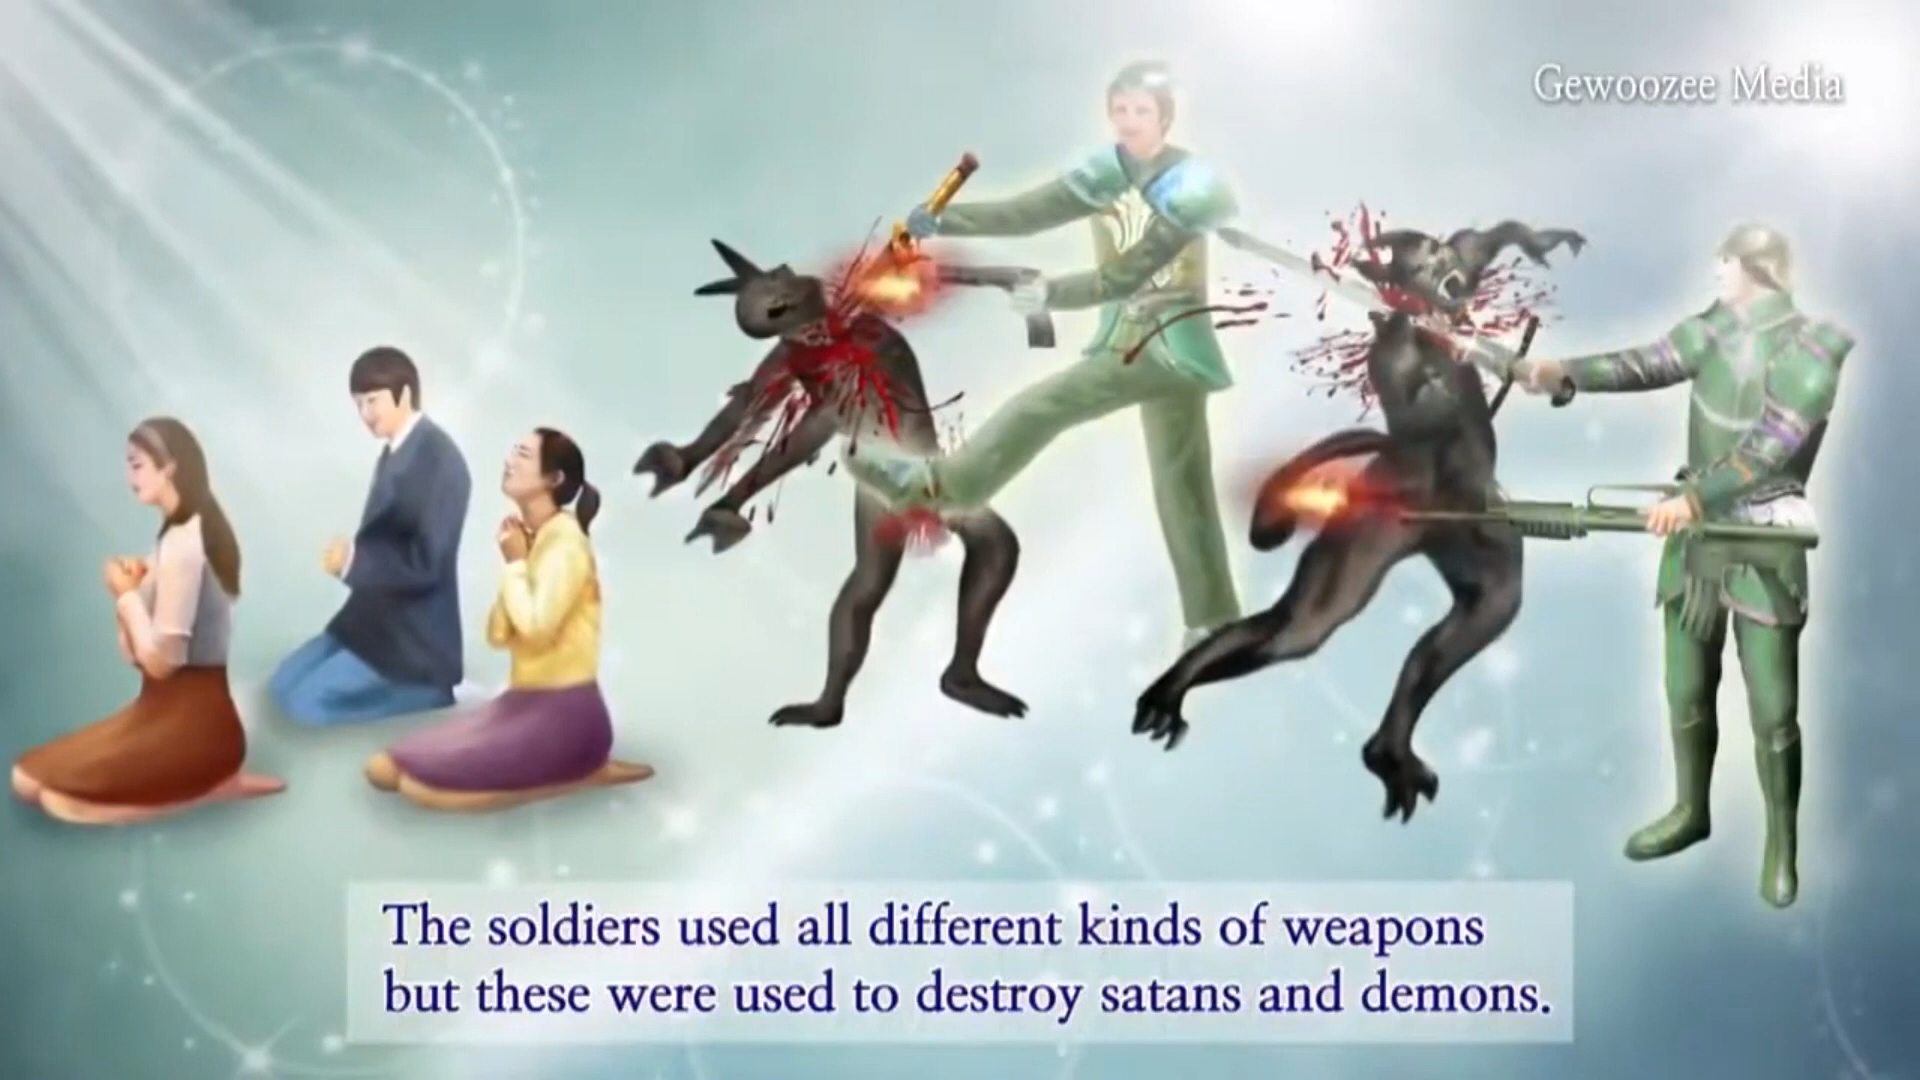 Gewoozee Media
The soldiers used all different kinds of weapons
but these were used to destroy satans and demons.